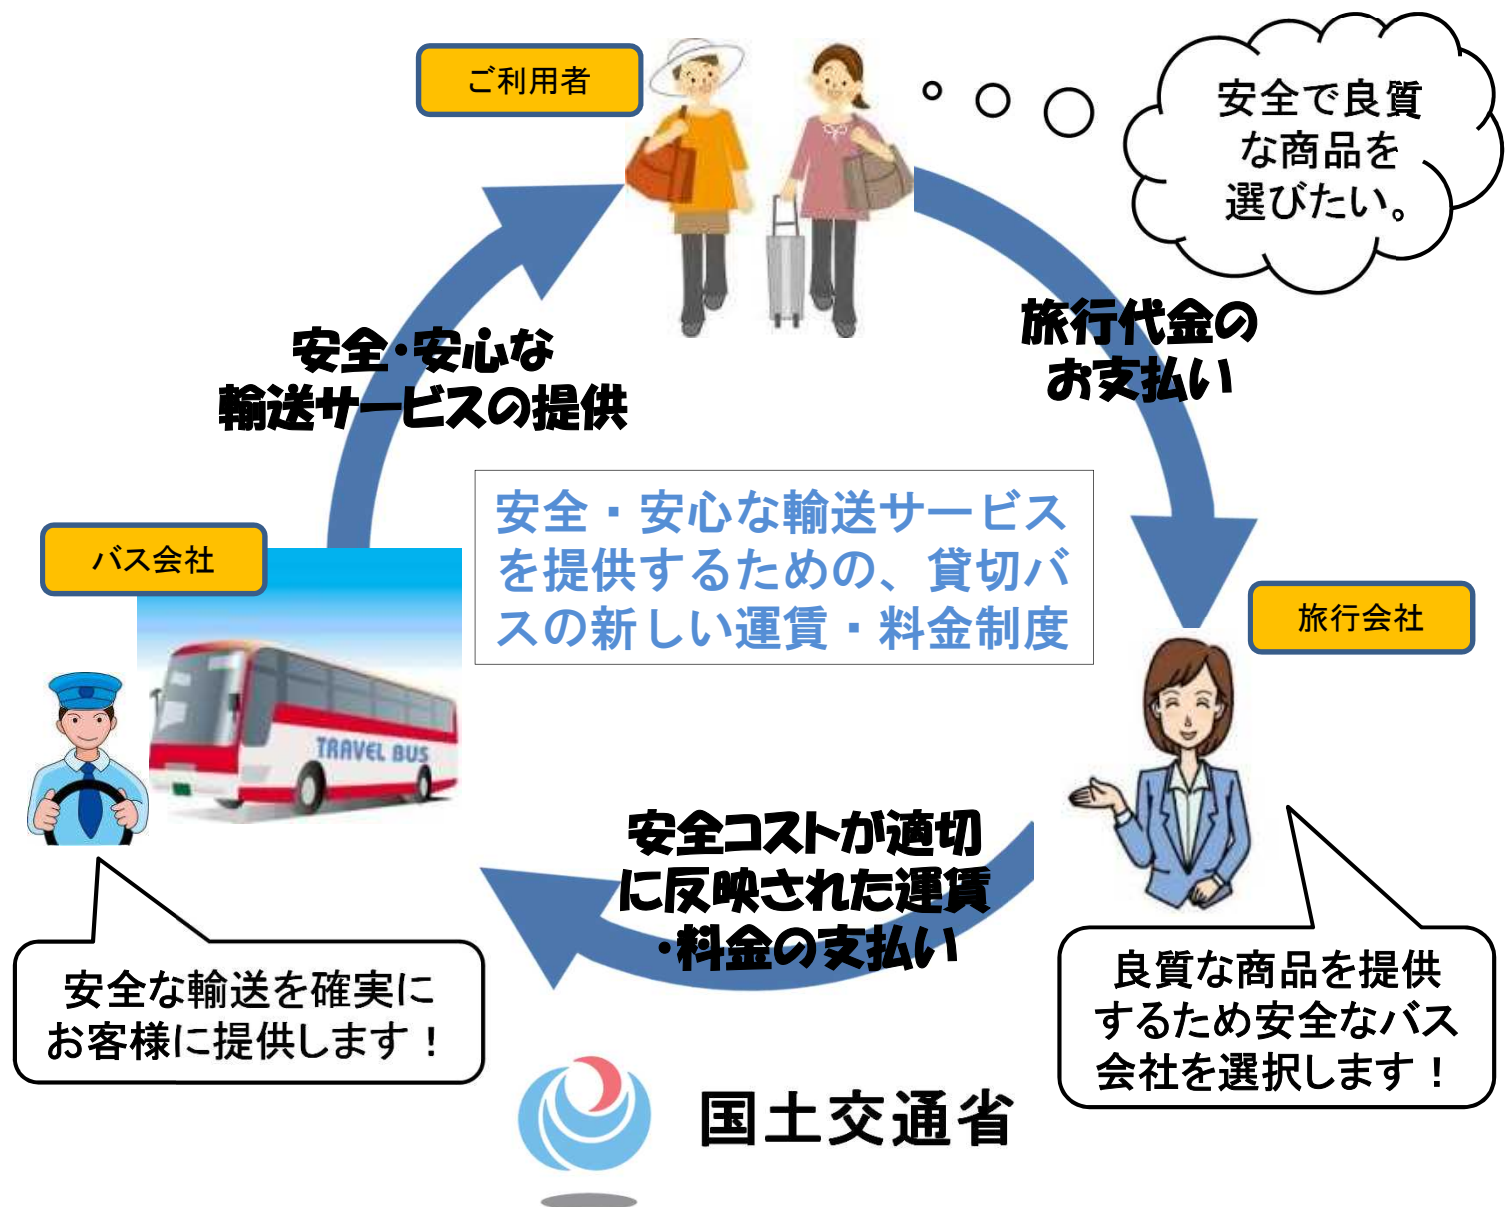 ご利用者
安全で良質
な商品を
選びたい。
旅行代金の
お支払い
安全・安心な
輸送サービスの提供
安全・安心な輸送サービス
を提供するための、貸切バ
スの新しい運賃・料金制度
バス会社
旅行会社
TRAVEL BUS
安全コストが適切
に反映された運賃
・料金の支払い
安全な輸送を確実に
お客様に提供します！
良質な商品を提供
するため安全なバス
会社を選択します！
国土交通省